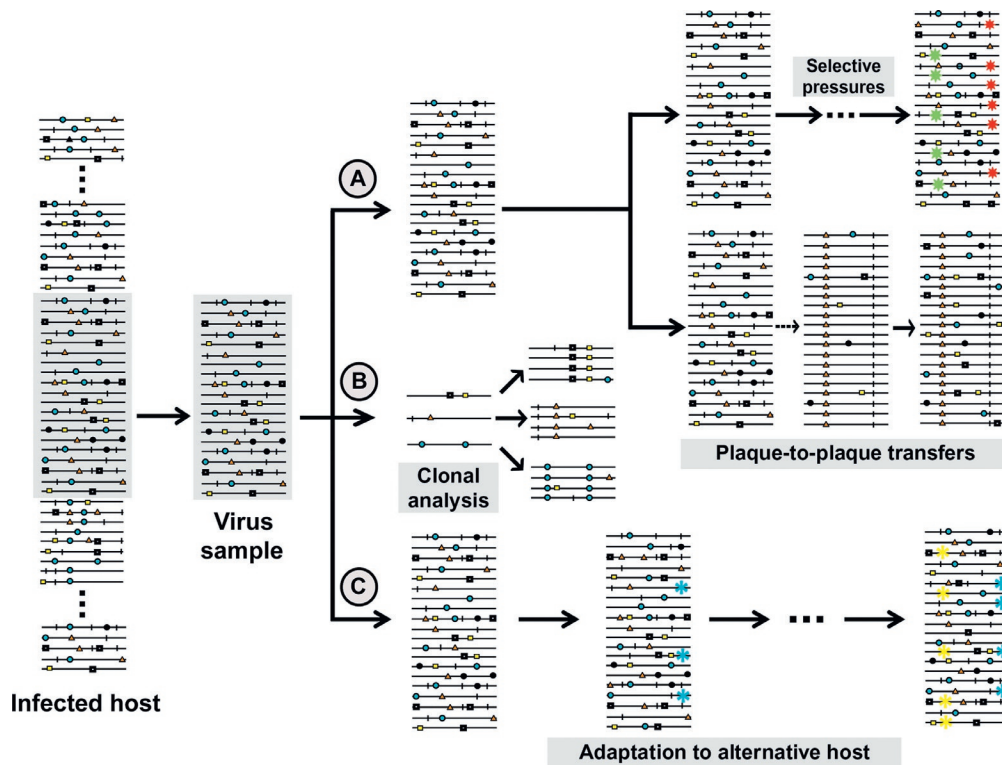 Selective
pressures
A
Plaque-to-plaque transfers
B
Clonal
analysis
Virus
sample
C
Infected host
Adaptation to alternative host